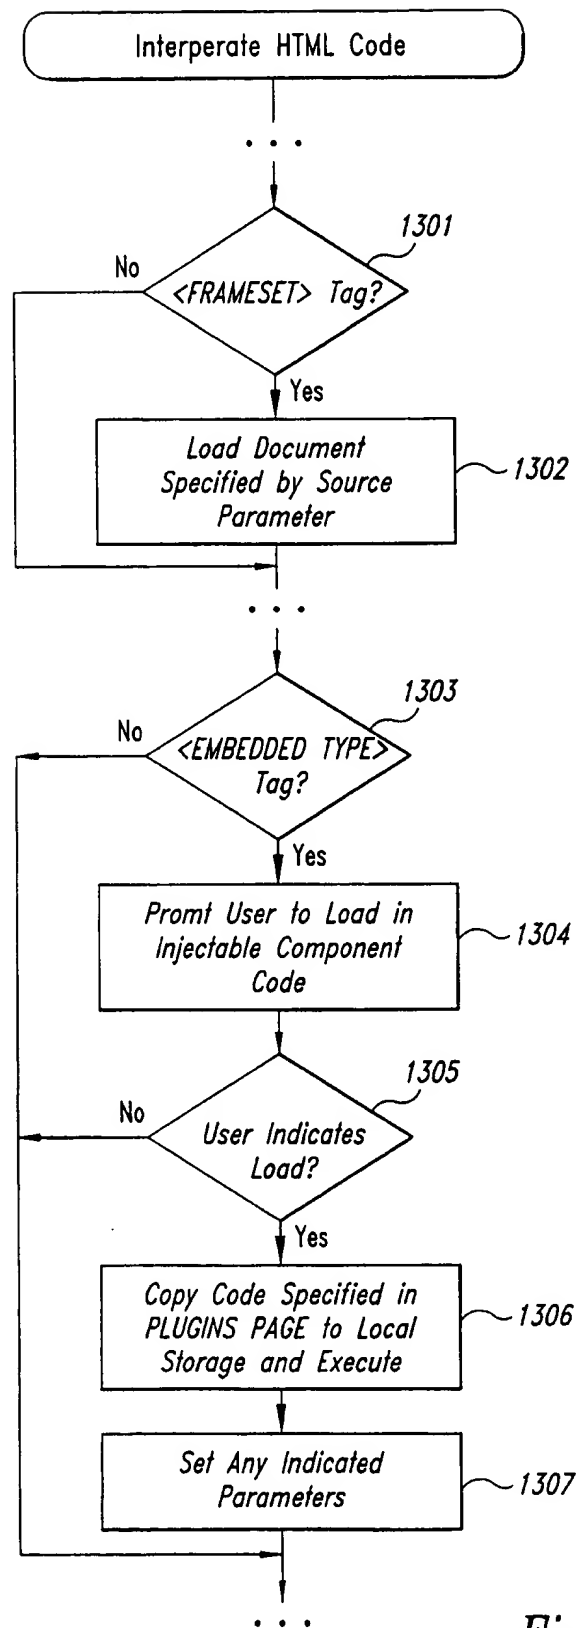 Interperate HTML Code
. . .
1301
No
<FRAMESET> Tag?
Yes
Load Document
Specified by Source
Parameter
1302
. . .
1303
No
<EMBEDDED TYPE>
Tag?
Yes
Promt User to Load in
Injectable Component
Code
1304
1305
No
User Indicates
Load?
Yes
Copy Code Specified in
PLUGINS PAGE to Local
Storage and Execute
1306
Set Any Indicated
Parameters
1307
. . .